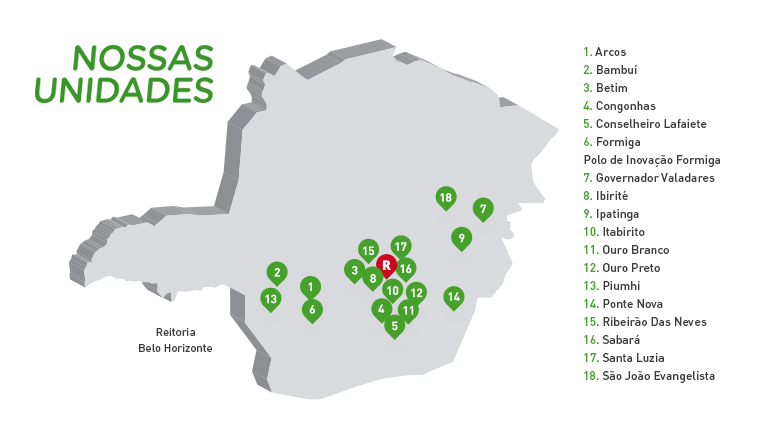 NOSSAS
UNIDADES
1. Arcos
2. Bambuí
3. Betim
4. Congonhas
5. Conselheiro Lafaiete
6. Formiga
Polo de Inovação Formiga
7. Governador Valadares
8. Ibirité
9. Ipatinga
10. Itabirito
11. Ouro Branco
12. Ouro Preto
13. Piumhi
14. Ponte Nova
15. Ribeirão Das Neves
16. Sabará
17. Santa Luzia
18. São João Evangelista
18
7
9
17
15
R
16
3
8
2
1
13
6
10
12
14
4
11
5
Reitoria
Belo Horizonte